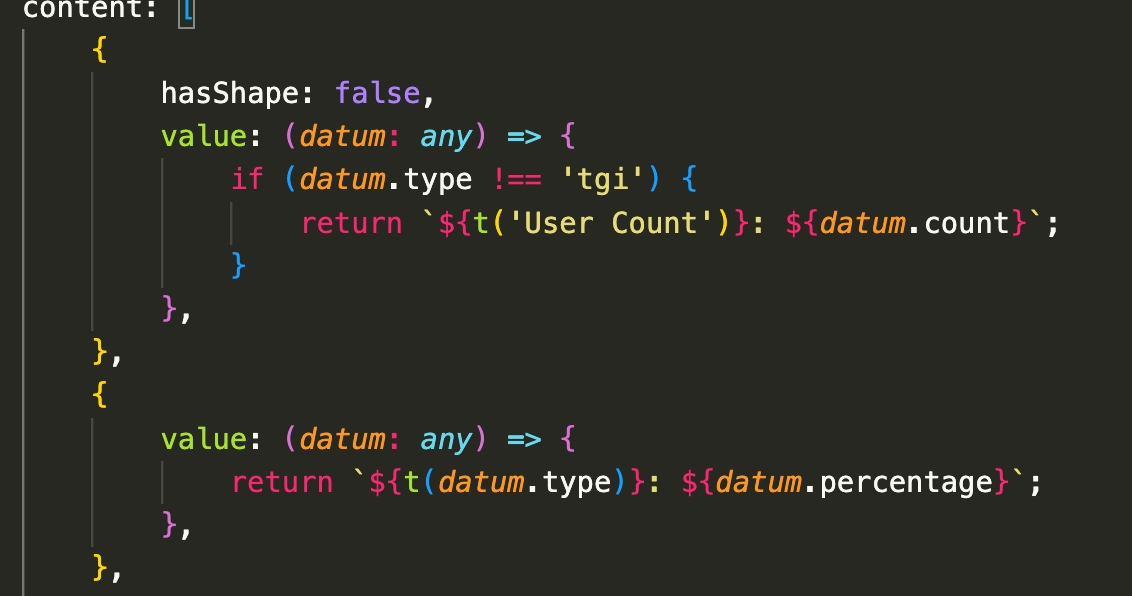 content: [
    {
        hasShape: false,
        value: (datum: any) => {
            if (datum.type !== 'tgi') {
                return `${t('User Count')}: ${datum.count}`;
            }
        },
    },
    {
        value: (datum: any) => {
            return `${t(datum.type)}: ${datum.percentage}`;
        },
    },